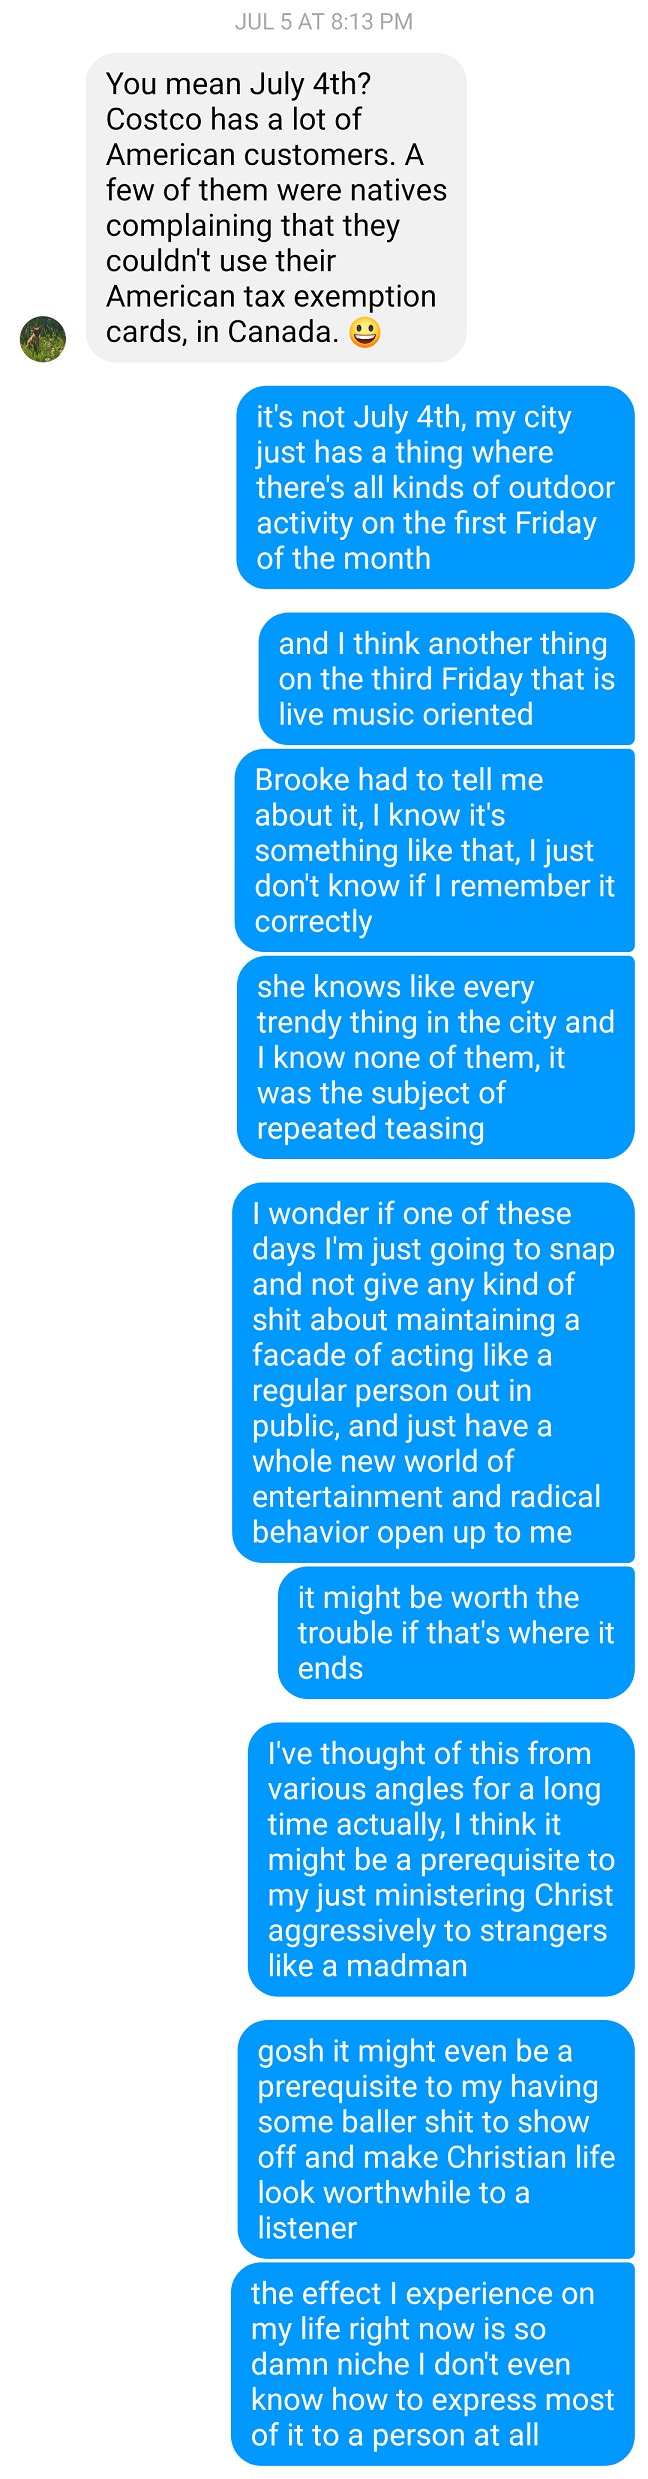 JUL 5 AT 8:13 PM
You mean July 4th?
Costco has a lot of
American customers. A
few of them were natives
complaining that they
couldn't use their
American tax exemption
cards, in Canada. 😃
it's not July 4th, my city
just has a thing where
there's all kinds of outdoor
activity on the first Friday
of the month
and I think another thing
on the third Friday that is
live music oriented
Brooke had to tell me
about it, I know it's
something like that, I just
don't know if I remember it
correctly
she knows like every
trendy thing in the city and
I know none of them, it
was the subject of
repeated teasing
I wonder if one of these
days I'm just going to snap
and not give any kind of
shit about maintaining a
facade of acting like a
regular person out in
public, and just have a
whole new world of
entertainment and radical
behavior open up to me
it might be worth the
trouble if that's where it
ends
I've thought of this from
various angles for a long
time actually, I think it
might be a prerequisite to
my just ministering Christ
aggressively to strangers
like a madman
gosh it might even be a
prerequisite to my having
some baller shit to show
off and make Christian life
look worthwhile to a
listener
the effect I experience on
my life right now is so
damn niche I don't even
know how to express most
of it to a person at all